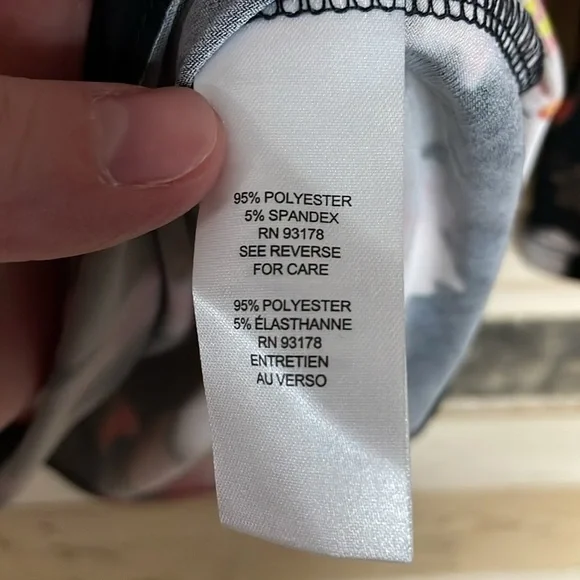 95% POLYESTER
5% SPANDEX
RN 93178
SEE REVERSE
FOR CARE
95% POLYESTER
5% ÉLASTHANNE
RN 93178
ENTRETIEN
AU VERSO